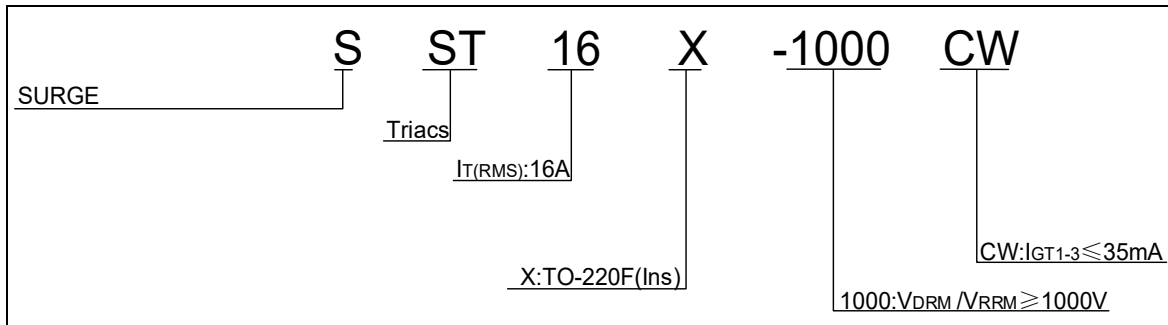 S ST 16 X -1000 CW
SURGE
Triacs
IT(RMS):16A
CW:IGT1-3≤35mA
X:TO-220F(Ins)
1000:VDRM/VRRM≥1000V